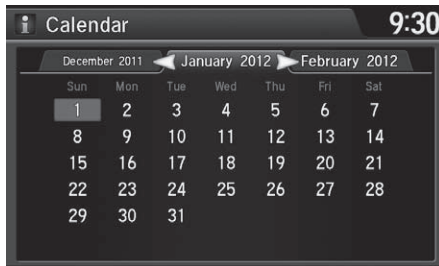 i Calendar 9:30
December 2011 January 2012 February 2012
Sun Mon Tue Wed Thu Fri Sat
1 2 3 4 5 6 7
8 9 10 11 12 13 14
15 16 17 18 19 20 21
22 23 24 25 26 27 28
29 30 31